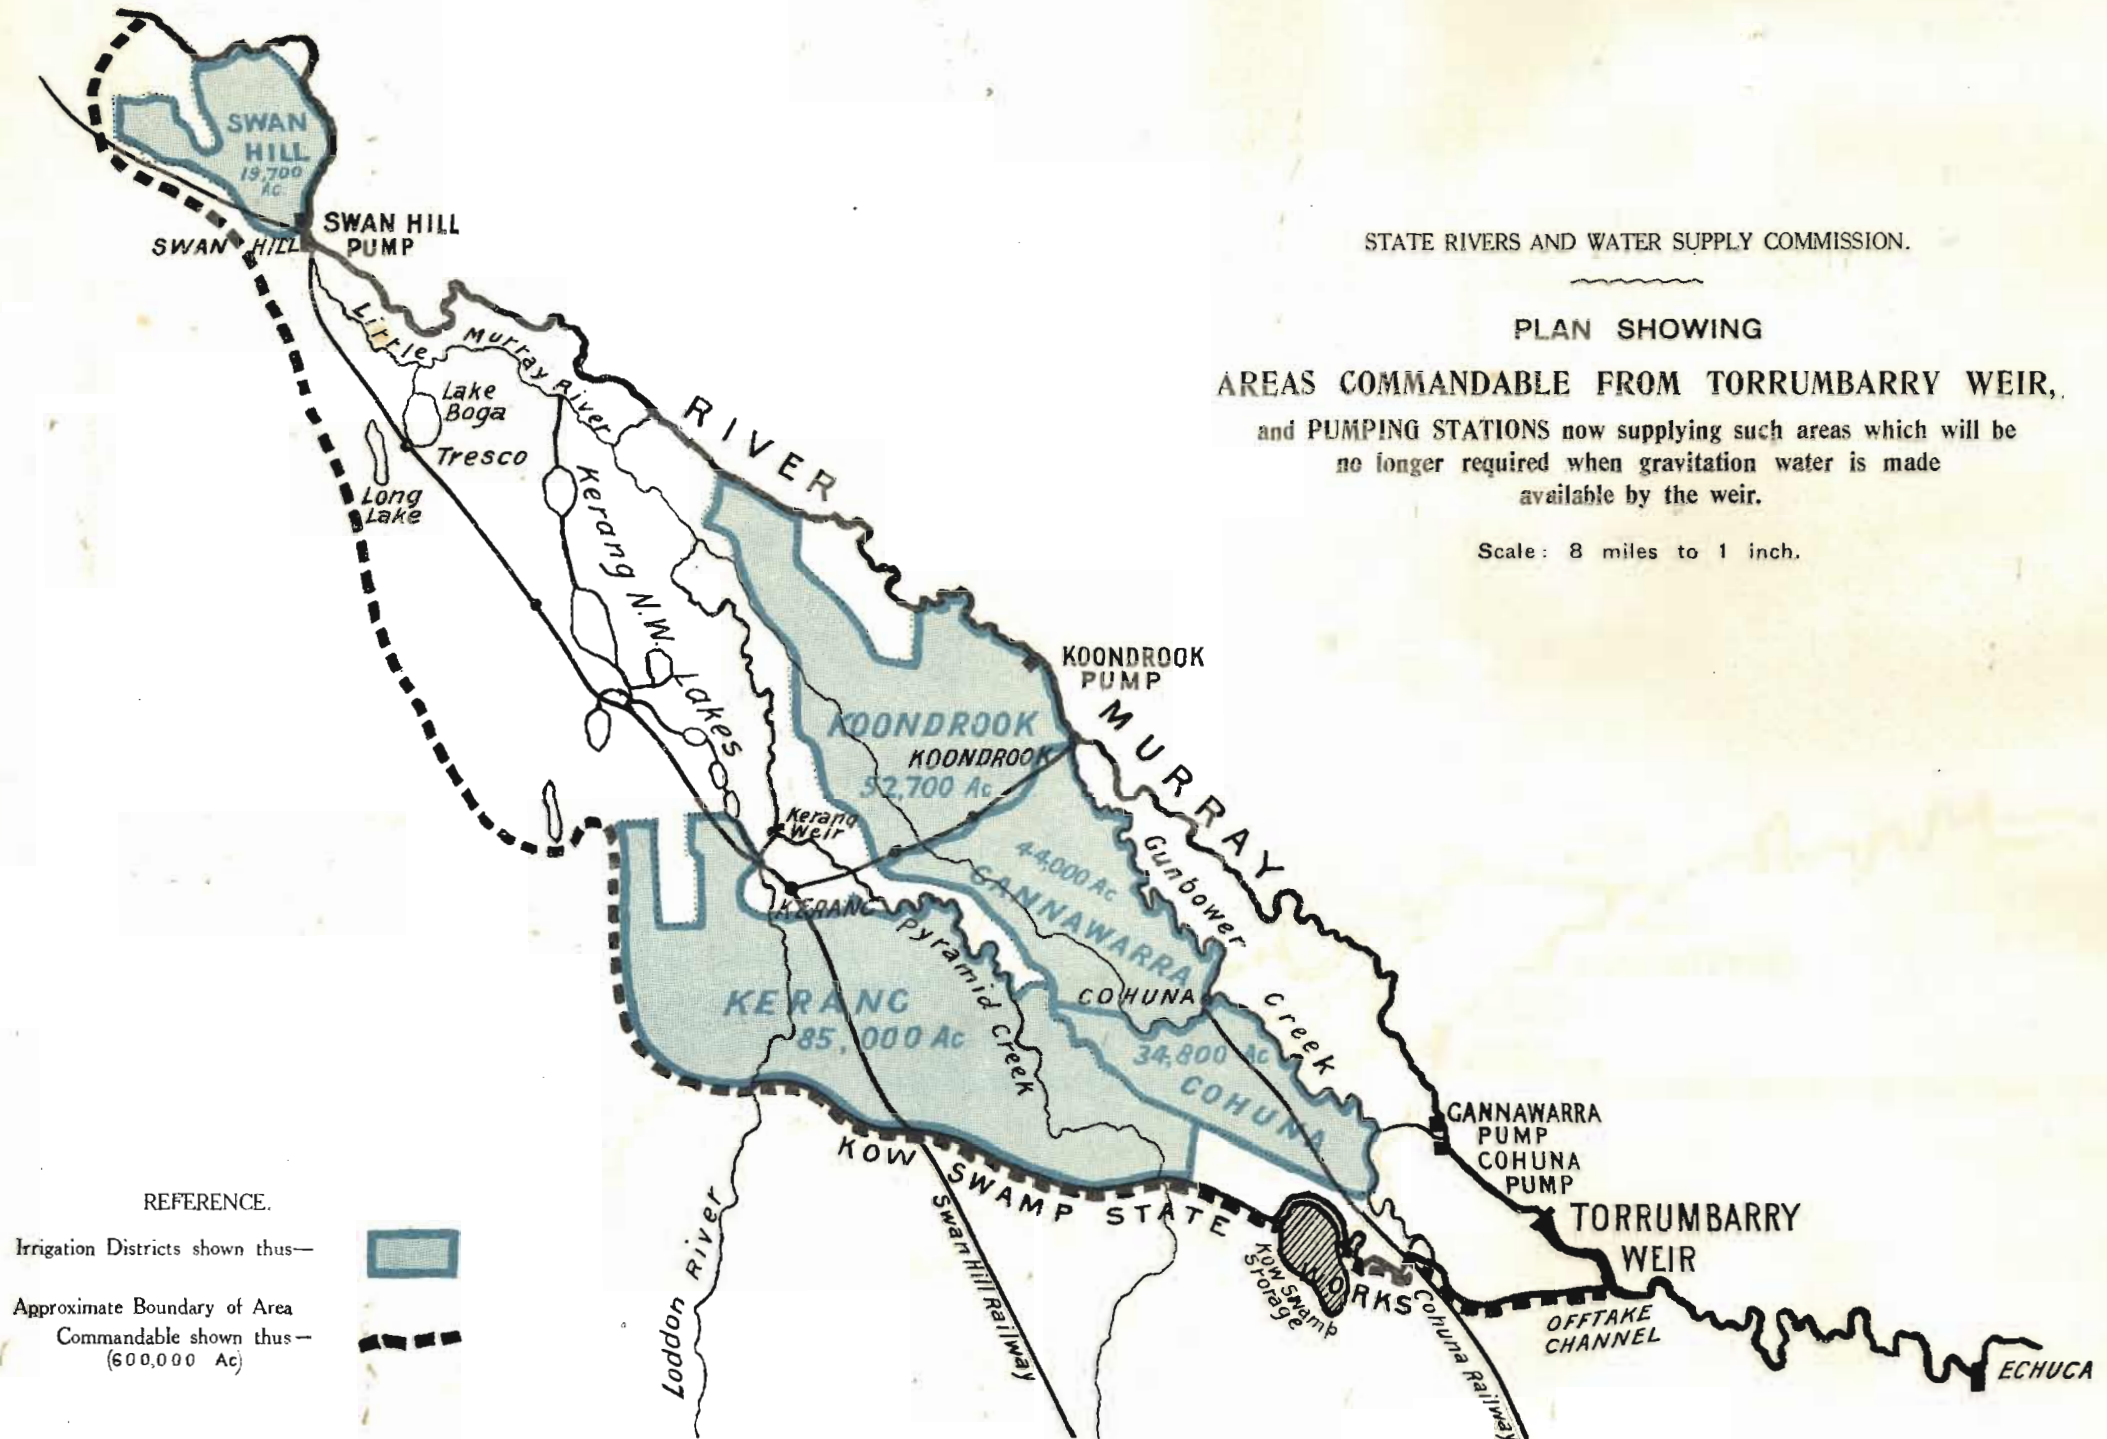 STATE RIVERS AND WATER SUPPLY COMMISSION.
PLAN SHOWING
AREAS COMMANDABLE FROM TORRUMBARRY WEIR,
and PUMPING STATIONS now supplying such areas which will be
no longer required when gravitation water is made
available by the weir.
Scale: 8 miles to 1 inch.
SWAN
HILL
19,700
AC.
SWAN HILL
PUMP
SWAN HILL
Little Murray River
Lake
Boga
Tresco
Long
Lake
Kerang N.W. Lakes
RIVER MURRAY
KOONDROOK
PUMP
KOONDROOK
KOONDROOK
52,700 Ac
Kerang
Weir
44,000 Ac
GANNAWARRA
Gunbower Creek
KERANG
Pyramid Creek
KERANG
85,000 Ac
COHUNA
34,800 Ac
COHUNA
GANNAWARRA
PUMP
COHUNA
PUMP
TORRUMBARRY
WEIR
KOW SWAMP STATE WORKS
Kow Swamp
Storage
Lodon River
Swan Hill Railway
Cohuna Railway
OFFTAKE
CHANNEL
ECHUCA
REFERENCE.
Irrigation Districts shown thus—
Approximate Boundary of Area
Commandable shown thus—
(600,000 Ac)